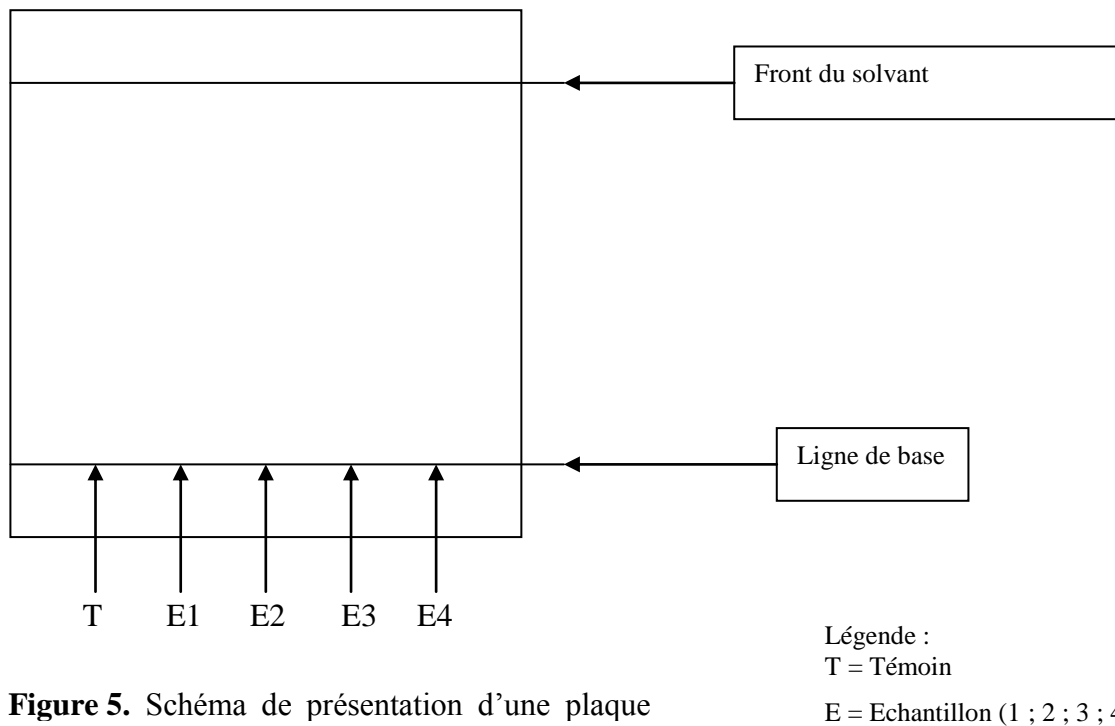 Front du solvant
Ligne de base
T E1 E2 E3 E4
Légende :
T = Témoin
E = Echantillon (1 ; 2 ; 3 ; 4
Figure 5. Schéma de présentation d’une plaque